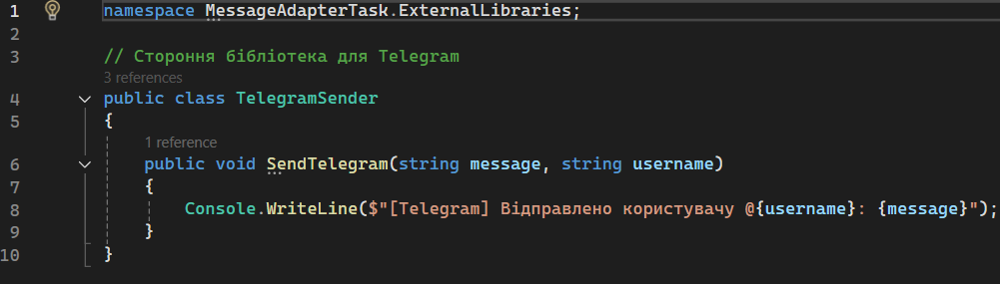 1 namespace MessageAdapterTask.ExternalLibraries;
2
3 // Стороння бібліотека для Telegram
3 references
4 public class TelegramSender
5 {
1 reference
6 public void SendTelegram(string message, string username)
7 {
8 Console.WriteLine($"[Telegram] Відправлено користувачу @{username}: {message}");
9 }
10 }